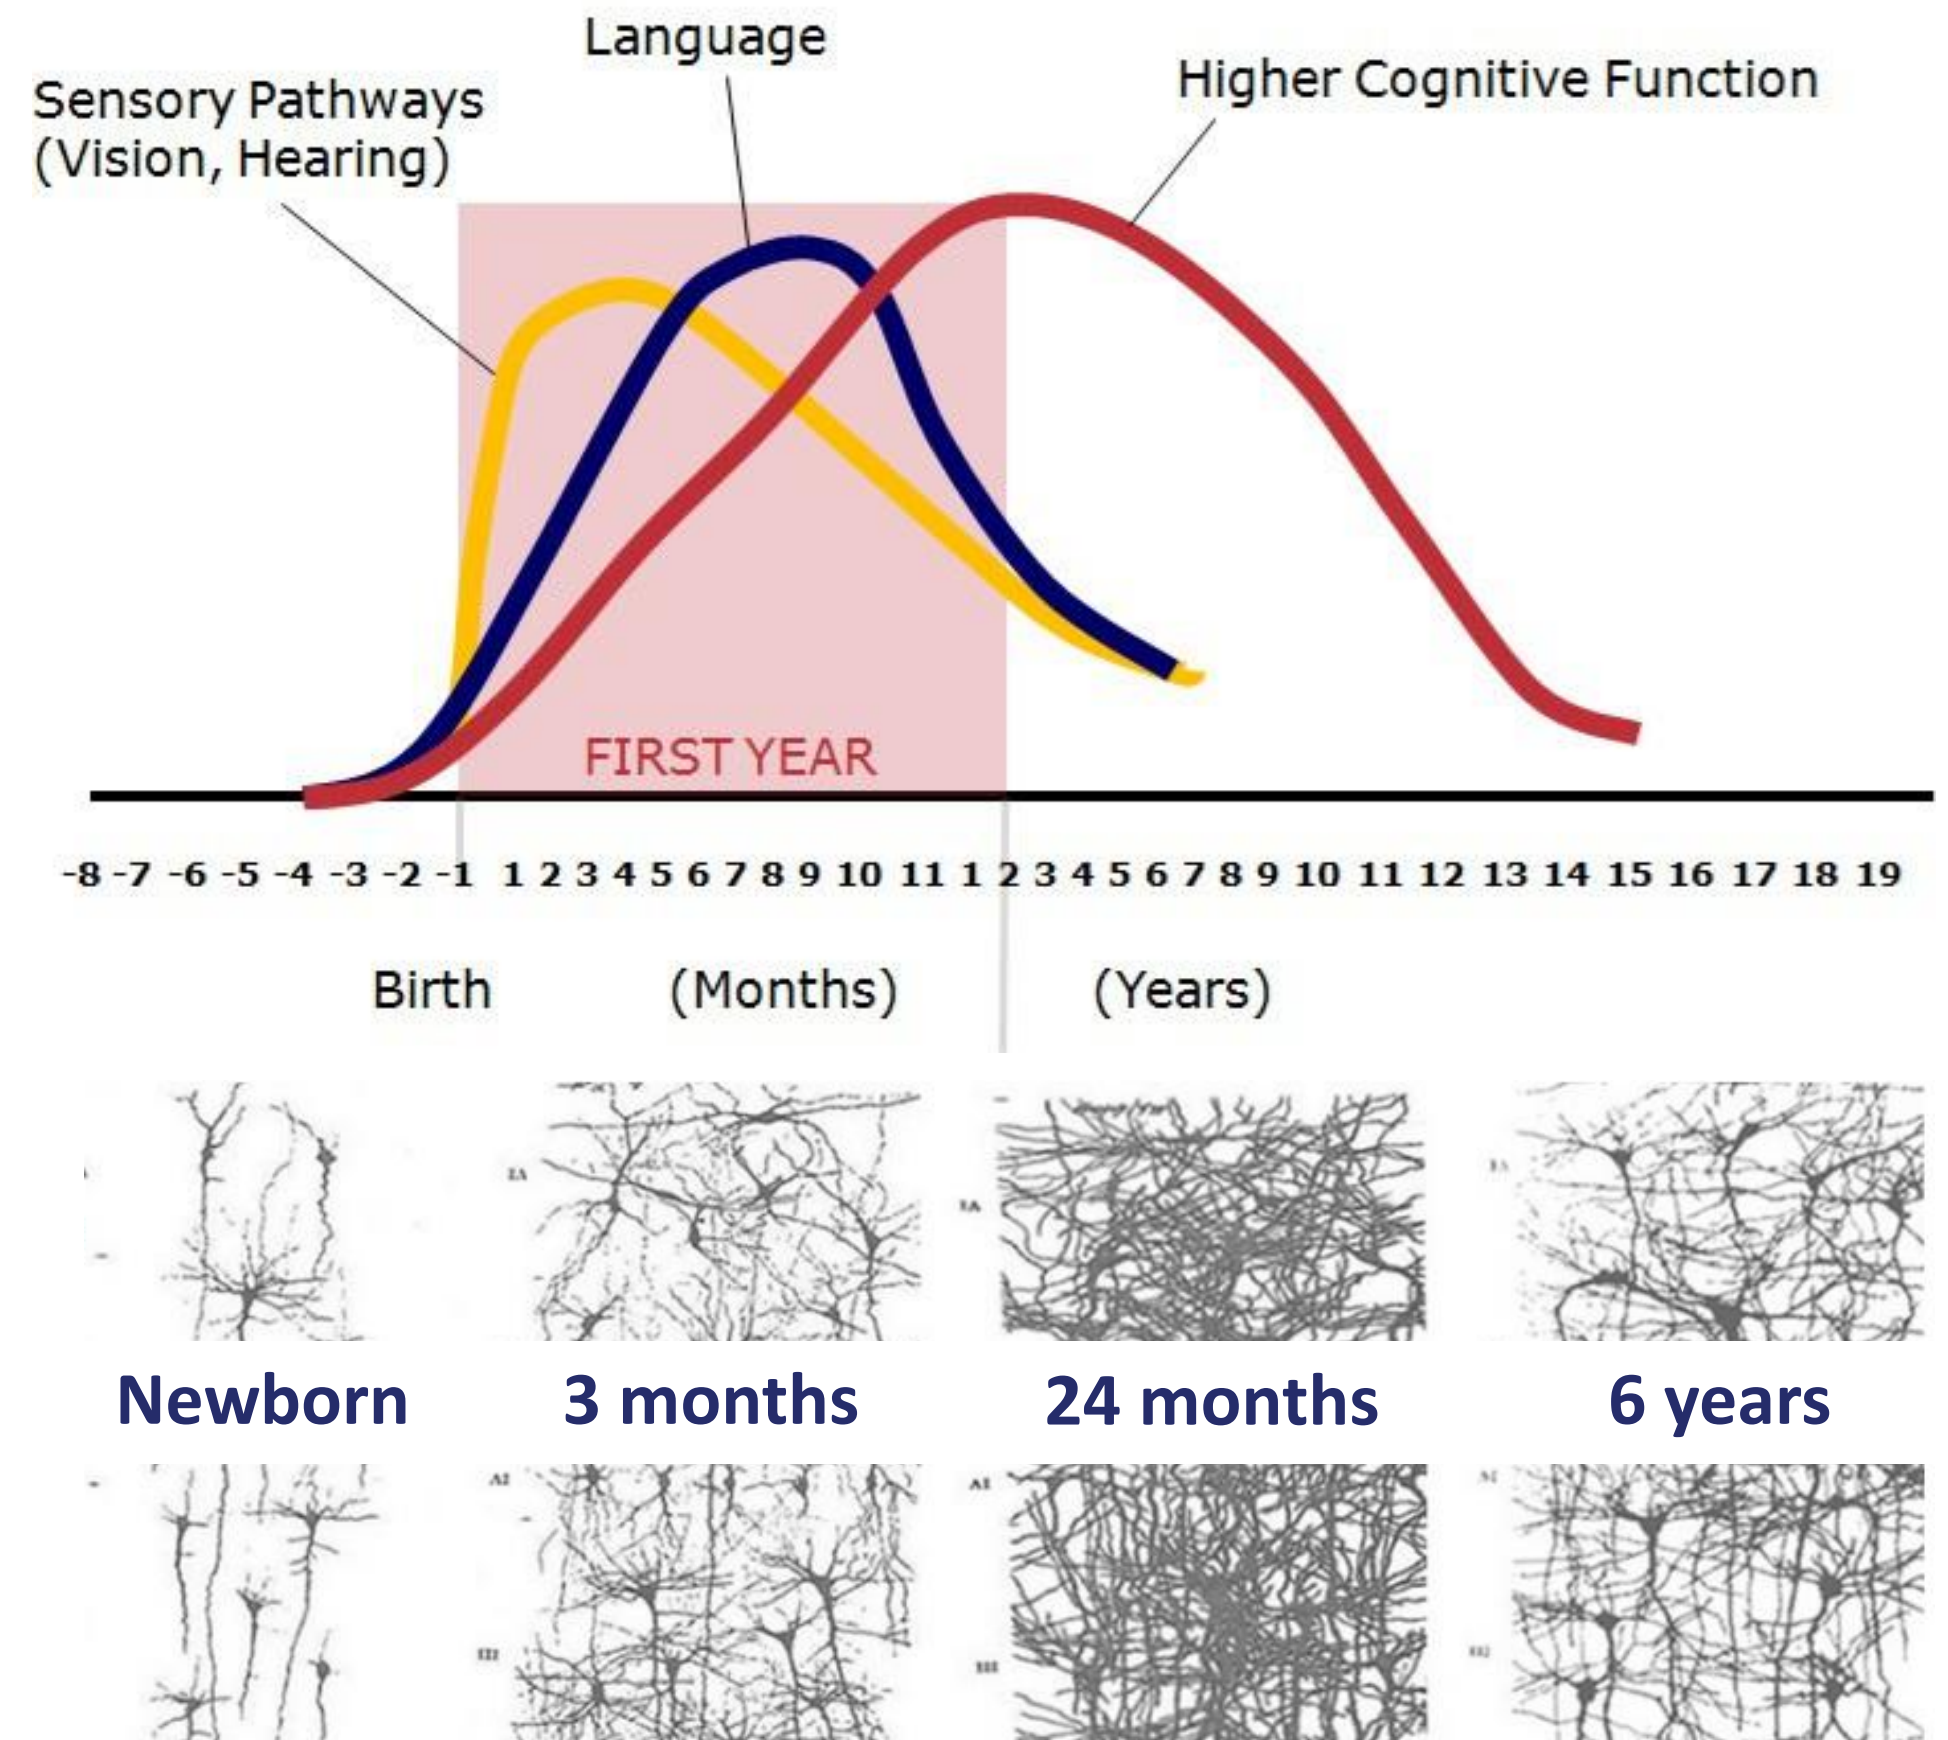 Language
Higher Cognitive Function
Sensory Pathways
(Vision, Hearing)
FIRST YEAR
-8 -7 -6 -5 -4 -3 -2 -1 1 2 3 4 5 6 7 8 9 10 11 1 2 3 4 5 6 7 8 9 10 11 12 13 14 15 16 17 18 19
Birth (Months) (Years)
Newborn 3 months 24 months 6 years
III III